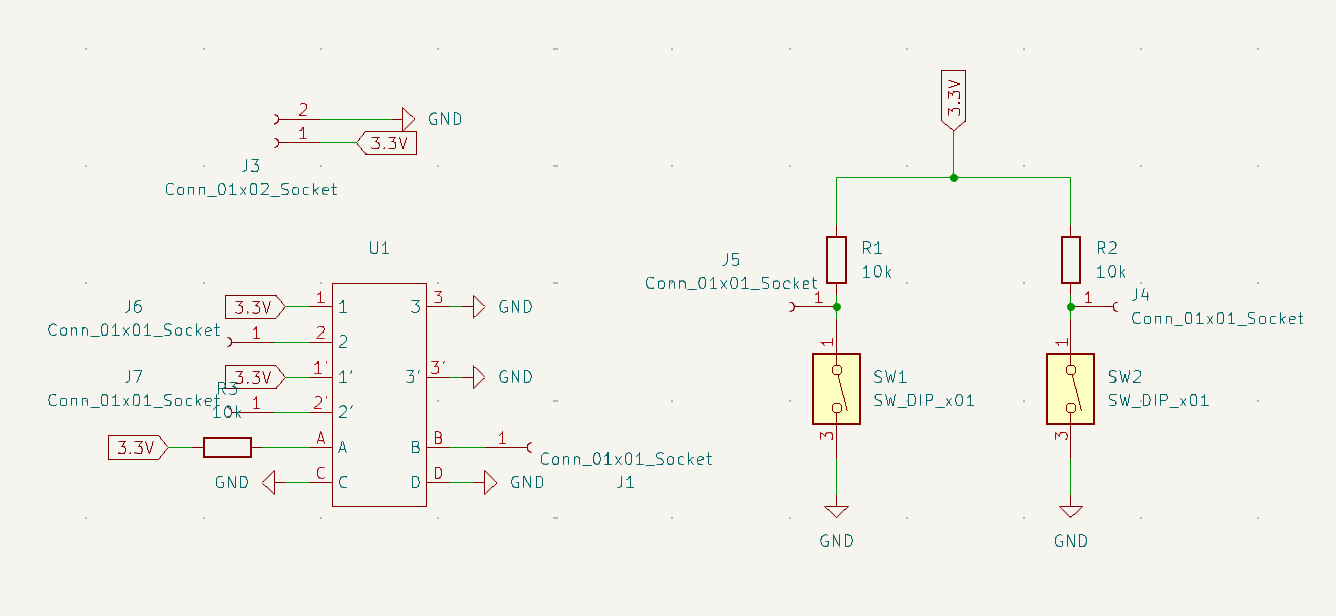 2
GND
1
3.3V
J3
Conn_01x02_Socket
U1
J6
Conn_01x01_Socket
1
3.3V
1
1
3
3
GND
1
2
2
J7
Conn_01x01_Socket
3.3V
1'
1'
3'
3'
GND
R3
10k
1
2'
2'
3.3V
A
A
B
B
1
Conn_01x01_Socket
J1
GND
C
C
D
D
GND
3.3V
R1
10k
R2
10k
J5
Conn_01x01_Socket
1
1
J4
Conn_01x01_Socket
1
SW1
SW_DIP_x01
3
GND
1
SW2
SW_DIP_x01
3
GND